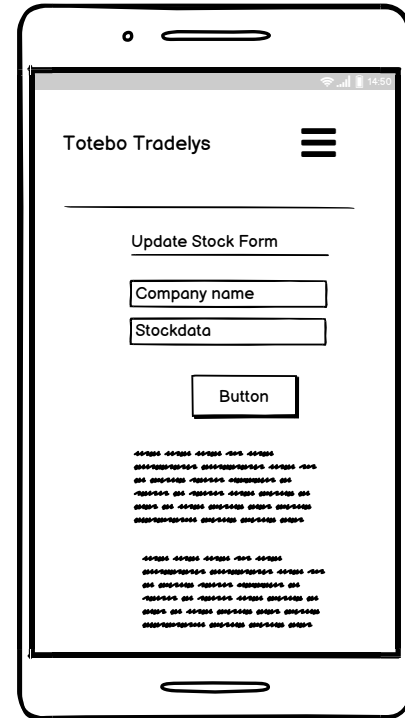 14:50
Totebo Tradelys
Update Stock Form
Company name
Stockdata
Button